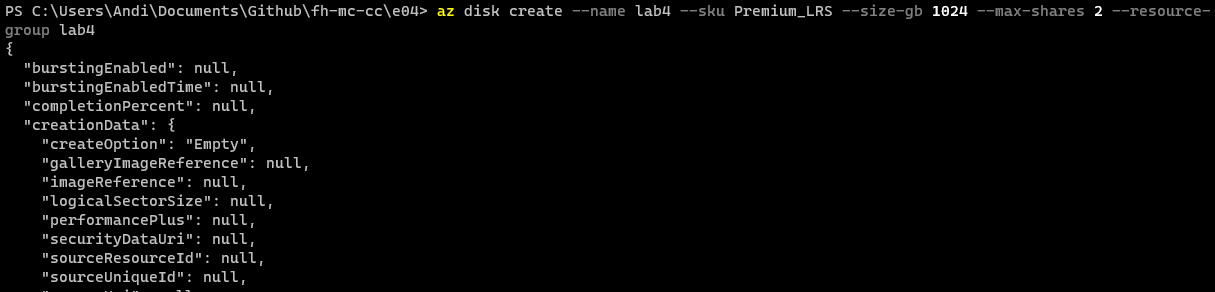 PS C:\Users\Andi\Documents\Github\fh-mc-cc\e04> az disk create --name lab4 --sku Premium_LRS --size-gb 1024 --max-shares 2 --resource-
group lab4
{
  "burstingEnabled": null,
  "burstingEnabledTime": null,
  "completionPercent": null,
  "creationData": {
    "createOption": "Empty",
    "galleryImageReference": null,
    "imageReference": null,
    "logicalSectorSize": null,
    "performancePlus": null,
    "securityDataUri": null,
    "sourceResourceId": null,
    "sourceUniqueId": null,